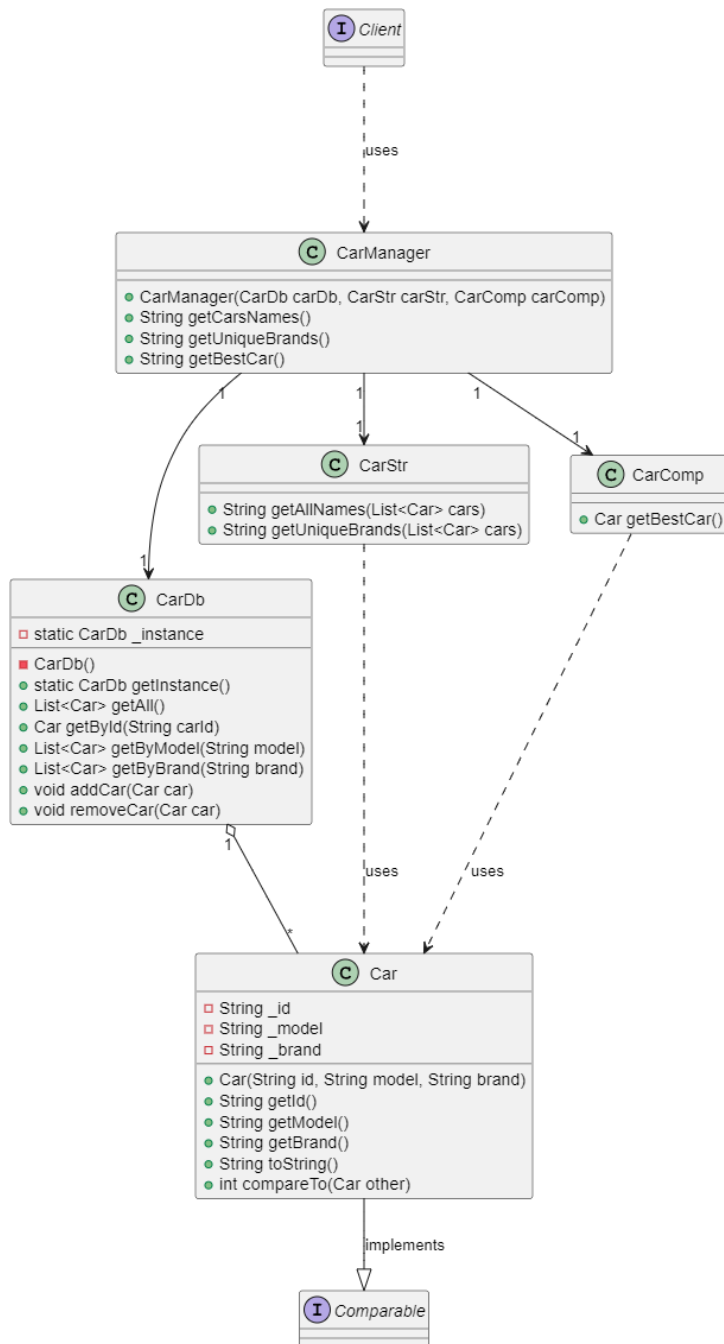 I Client
uses
C CarManager
CarManager(CarDb carDb, CarStr carStr, CarComp carComp)
String getCarsNames()
String getUniqueBrands()
String getBestCar()
1 1 1
1 1
C CarStr
String getAllNames(List<Car> cars)
String getUniqueBrands(List<Car> cars)
C CarComp
Car getBestCar()
1
C CarDb
static CarDb _instance
CarDb()
static CarDb getInstance()
List<Car> getAll()
Car getById(String carId)
List<Car> getByModel(String model)
List<Car> getByBrand(String brand)
void addCar(Car car)
void removeCar(Car car)
1
uses uses
*
C Car
String _id
String _model
String _brand
Car(String id, String model, String brand)
String getId()
String getModel()
String getBrand()
String toString()
int compareTo(Car other)
implements
I Comparable